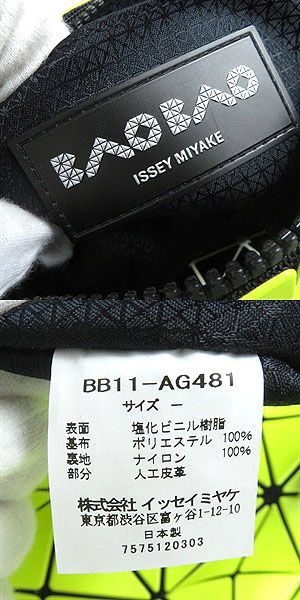 BAOBAO
ISSEY MIYAKE
BB11-AG481
サイズ ー
表面 塩化ビニル樹脂
基布 ポリエステル 100%
裏地 ナイロン 100%
部分 人工皮革
株式会社 イッセイミヤケ
東京都渋谷区富ヶ谷1-12-10
日本製
7575120303